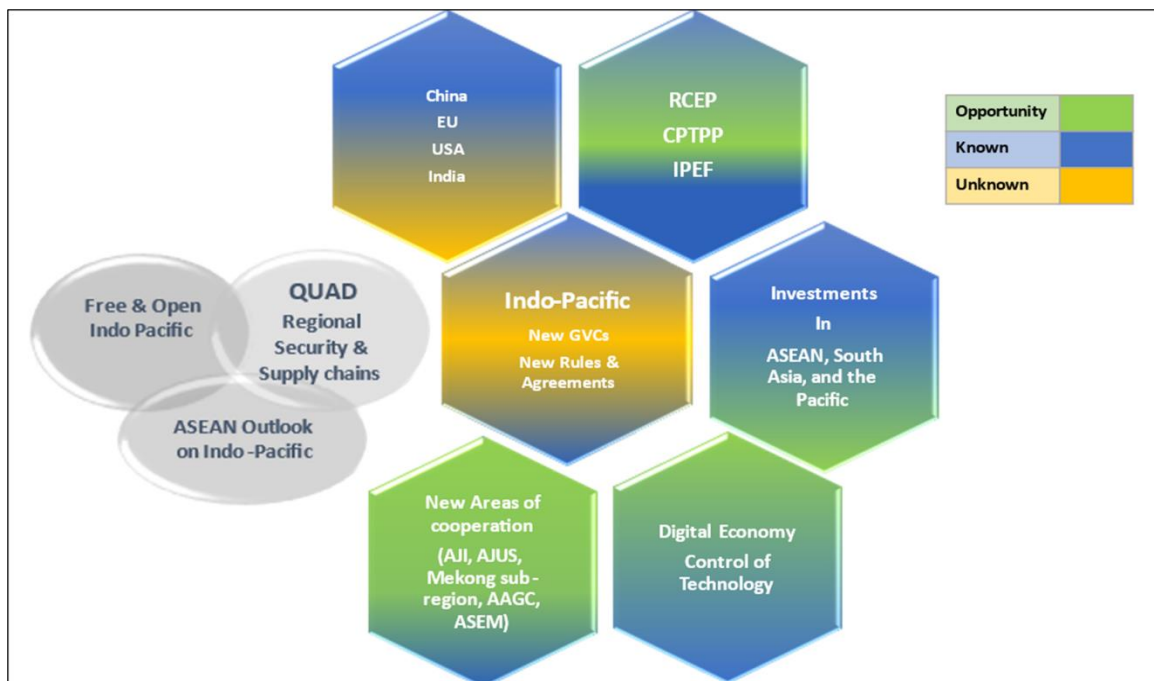 China
EU
USA
India
RCEP
CPTPP
IPEF
Opportunity
Known
Unknown
Free & Open
Indo Pacific
QUAD
Regional
Security &
Supply chains
ASEAN Outlook
on Indo -Pacific
Indo-Pacific
New GVCs
New Rules &
Agreements
Investments
In
ASEAN, South
Asia, and the
Pacific
New Areas of
cooperation
(AJI, AJUS,
Mekong sub-
region, AAGC,
ASEM)
Digital Economy
Control of
Technology